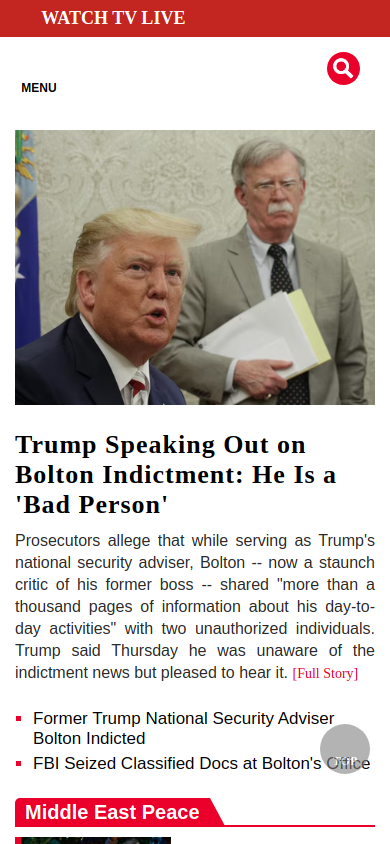 WATCH TV LIVE
MENU
Trump Speaking Out on
Bolton Indictment: He Is a
'Bad Person'
Prosecutors allege that while serving as Trump's
national security adviser, Bolton -- now a staunch
critic of his former boss -- shared "more than a
thousand pages of information about his day-to-
day activities" with two unauthorized individuals.
Trump said Thursday he was unaware of the
indictment news but pleased to hear it. [Full Story]
Former Trump National Security Adviser
Bolton Indicted
TOP
FBI Seized Classified Docs at Bolton's Office
Middle East Peace